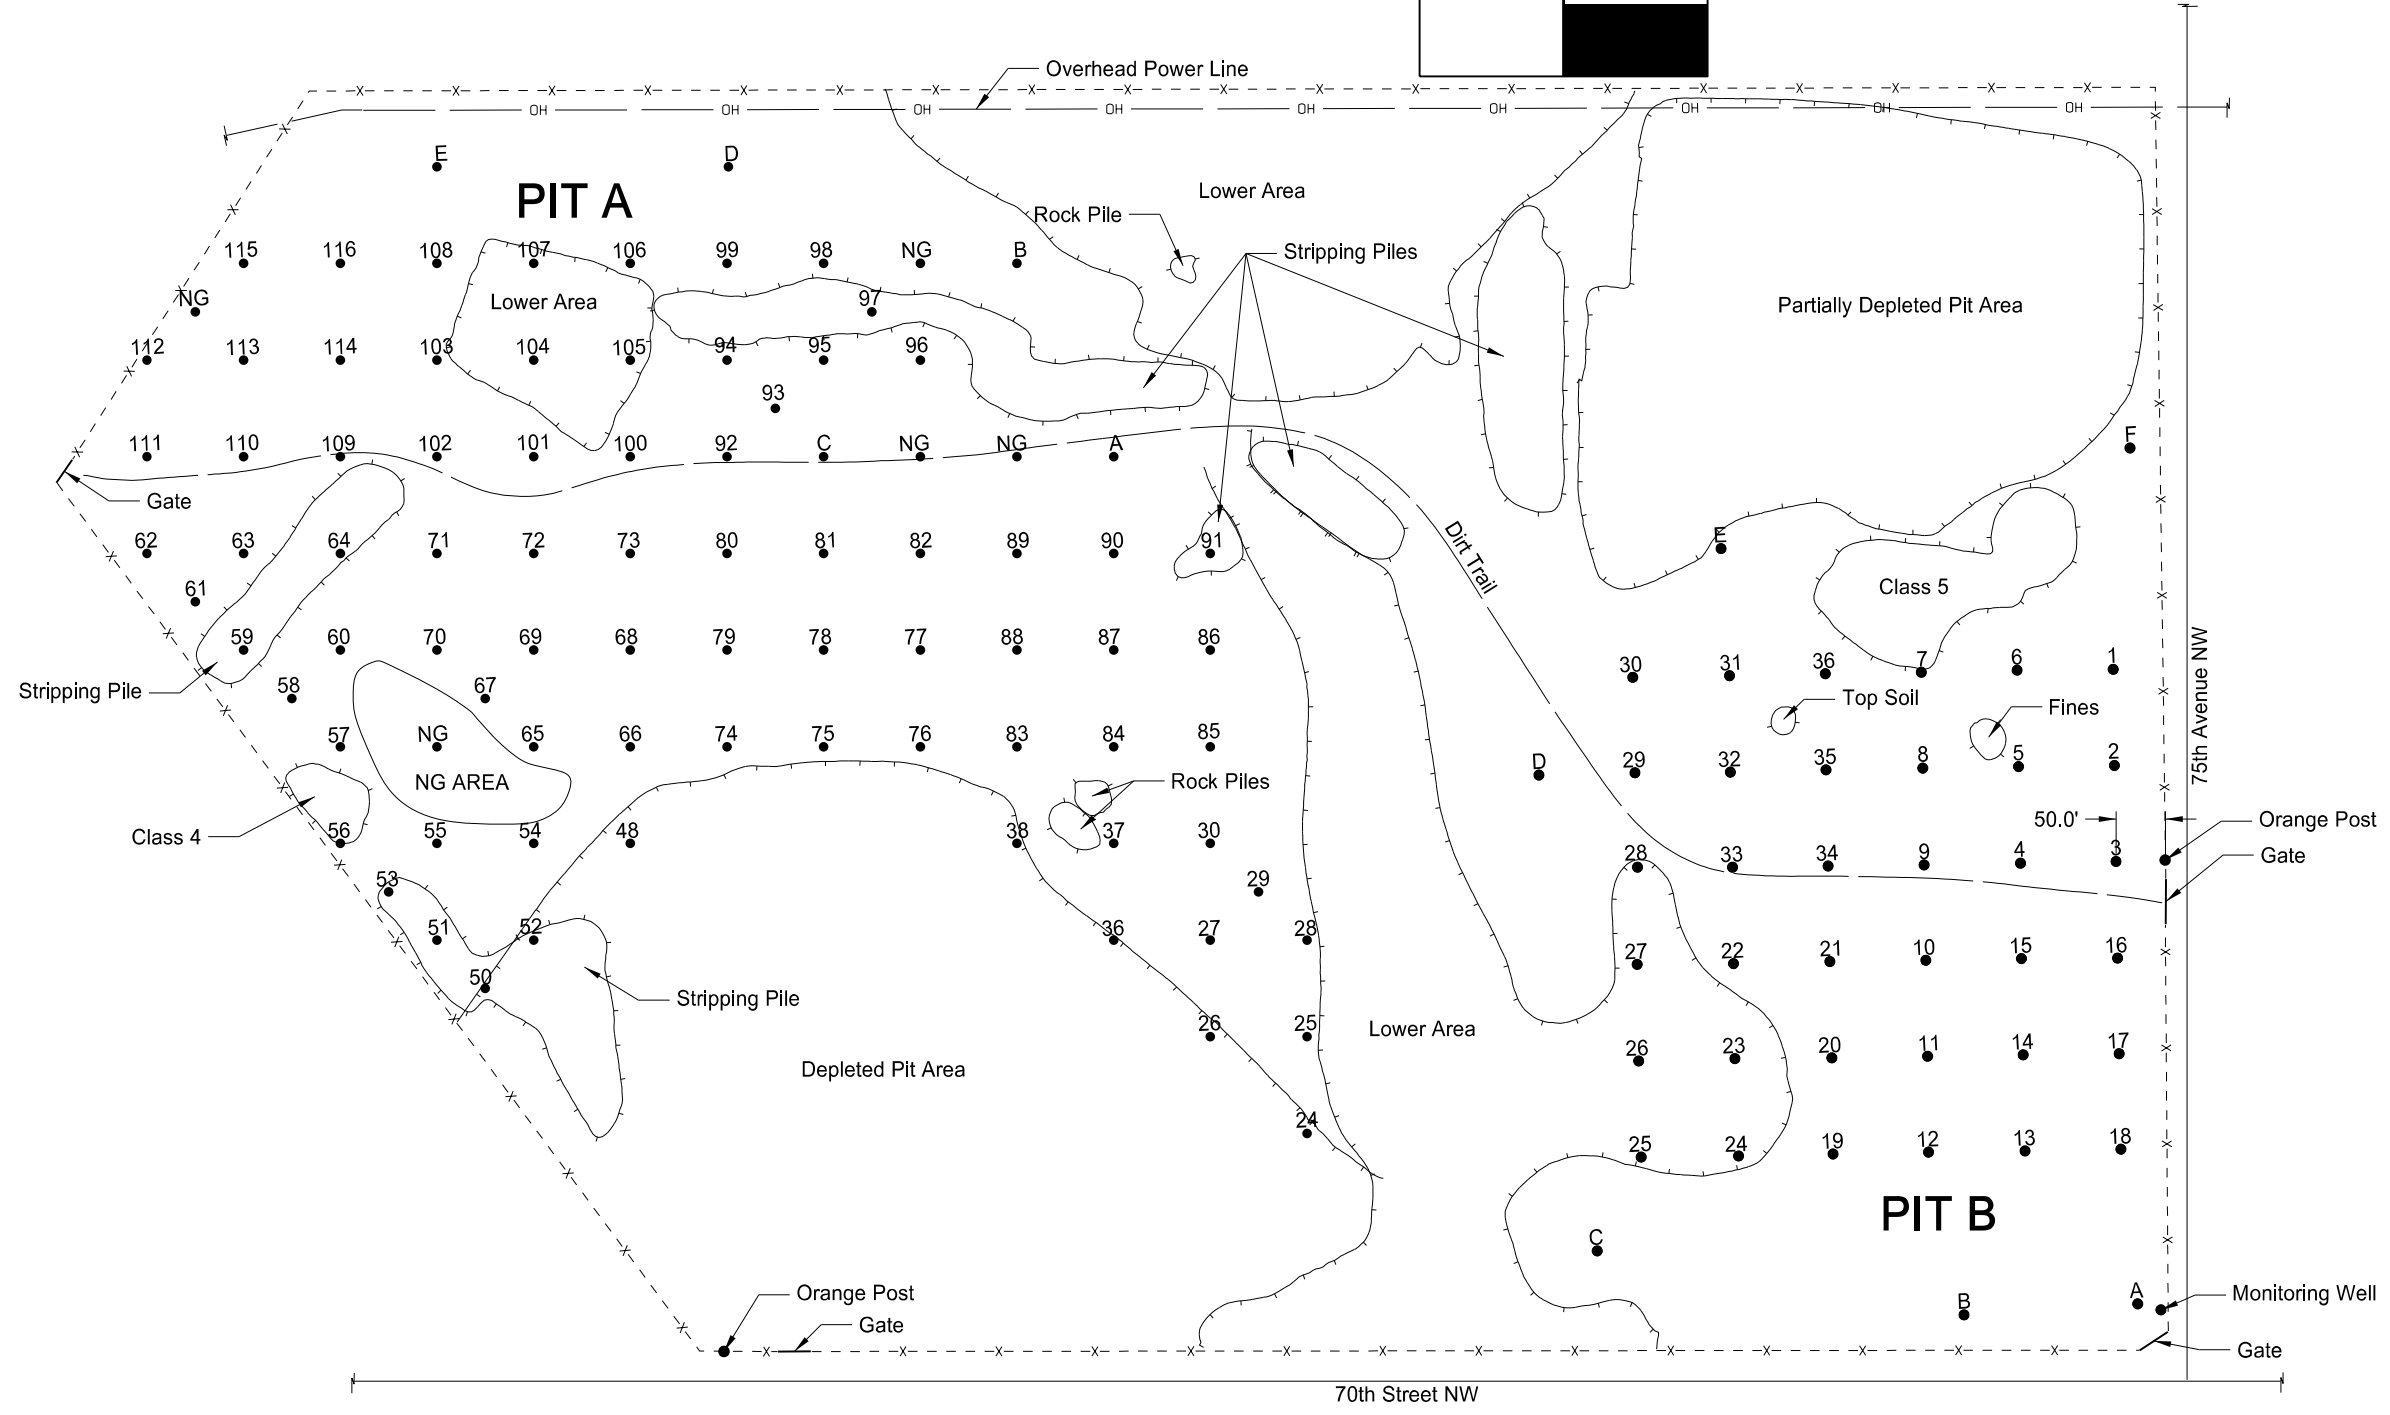 Overhead Power Line
OH OH OH OH OH OH OH OH OH
E D
PIT A
Lower Area
Rock Pile
115 116 108 107 106 99 98 NG B
Stripping Piles
NG
Lower Area
97
Partially Depleted Pit Area
112 113 114 103 104 105 94 95 96
93
F
111 110 109 102 101 100 92 C NG NG A
Gate
Dirt Trail
E
62 63 64 71 72 73 80 81 82 89 90 91
Class 5
61
59 60 70 69 68 79 78 77 88 87 86
30 31 36 7 6 1
Stripping Pile
58 67
Top Soil
Fines
75th Avenue NW
57 NG 65 66 74 75 76 83 84 85
D 29 32 35 8 5 2
NG AREA
Rock Piles
50.0'
Orange Post
Class 4
56 55 54 48 38 37 30
28 33 34 9 4 3
Gate
53
29
51 52 36 27 28
27 22 21 10 15 16
50
Stripping Pile
26 25
Lower Area
26 23 20 11 14 17
Depleted Pit Area
24
25 24 19 12 13 18
PIT B
C
Orange Post
A
Monitoring Well
B
Gate
Gate
70th Street NW